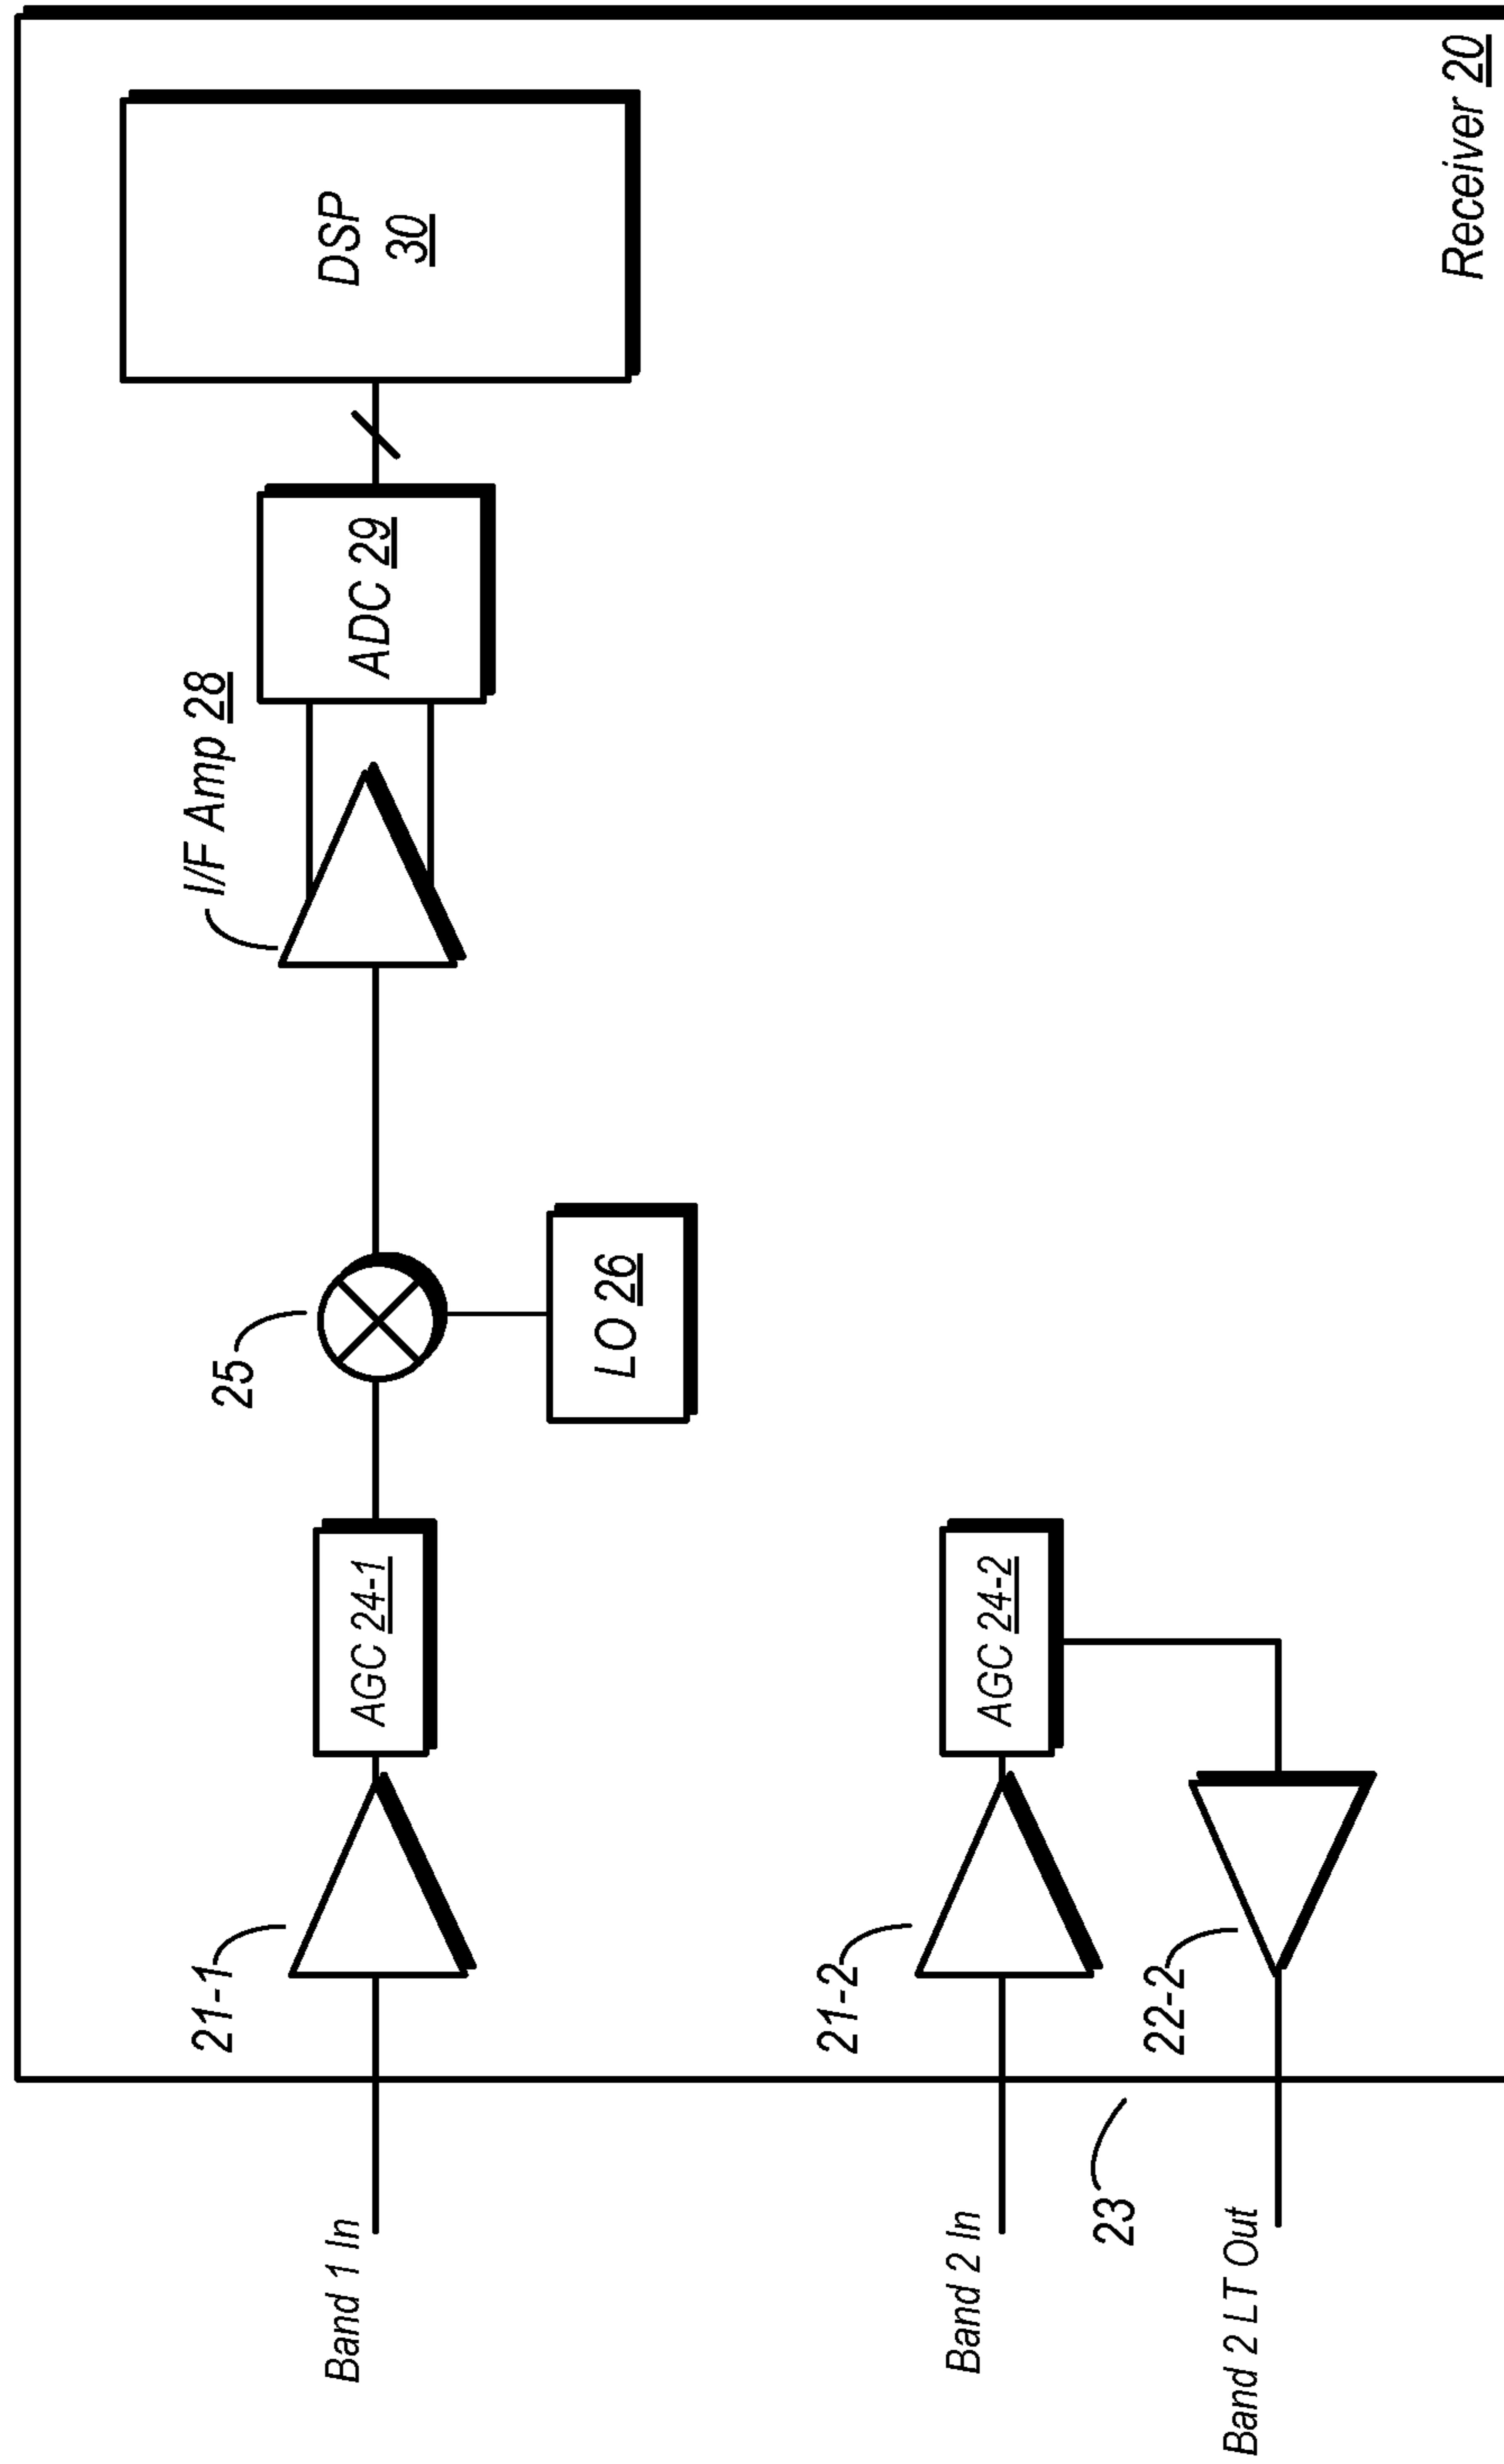 I/F Amp 28
DSP
30
21-1
25
ADC 29
Band 1 In
AGC 24-1
LO 26
21-2
Band 2 In
AGC 24-2
23
22-2
Band 2 LT Out
Receiver 20